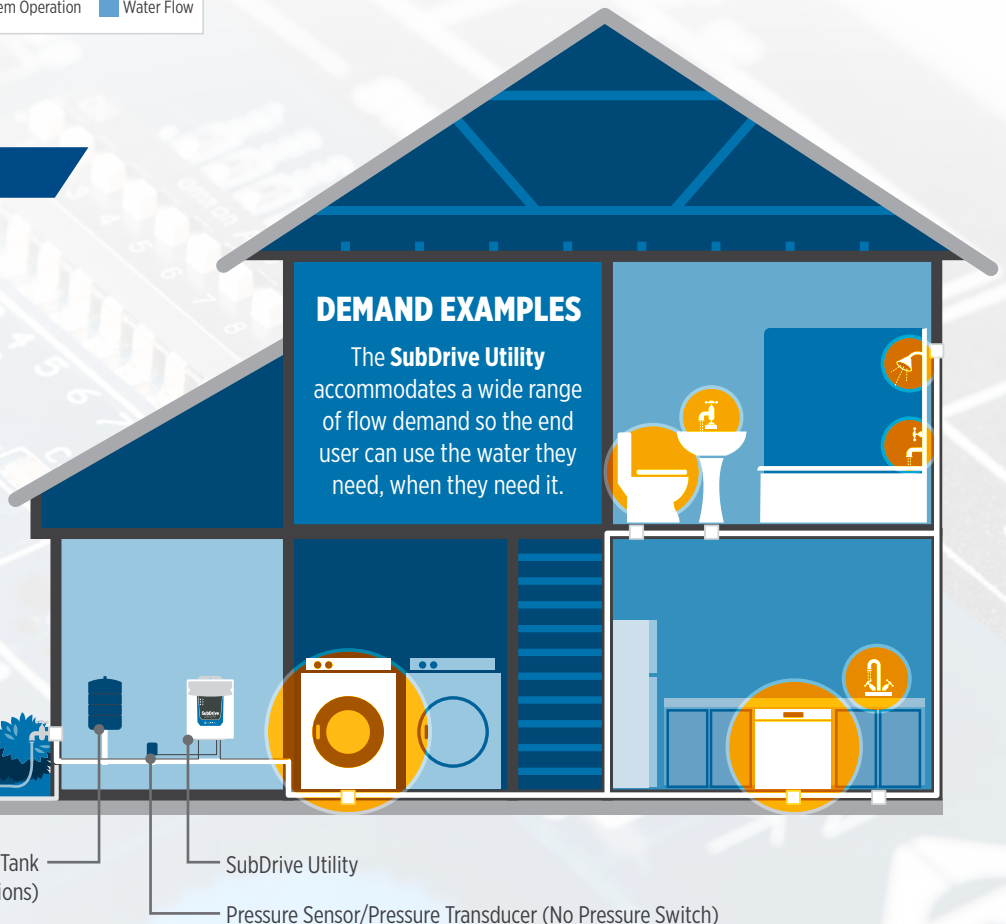 em Operation Water Flow
DEMAND EXAMPLES
The SubDrive Utility
accommodates a wide range
of flow demand so the end
user can use the water they
need, when they need it.
SubDrive
Tank
ions)
SubDrive Utility
Pressure Sensor/Pressure Transducer (No Pressure Switch)